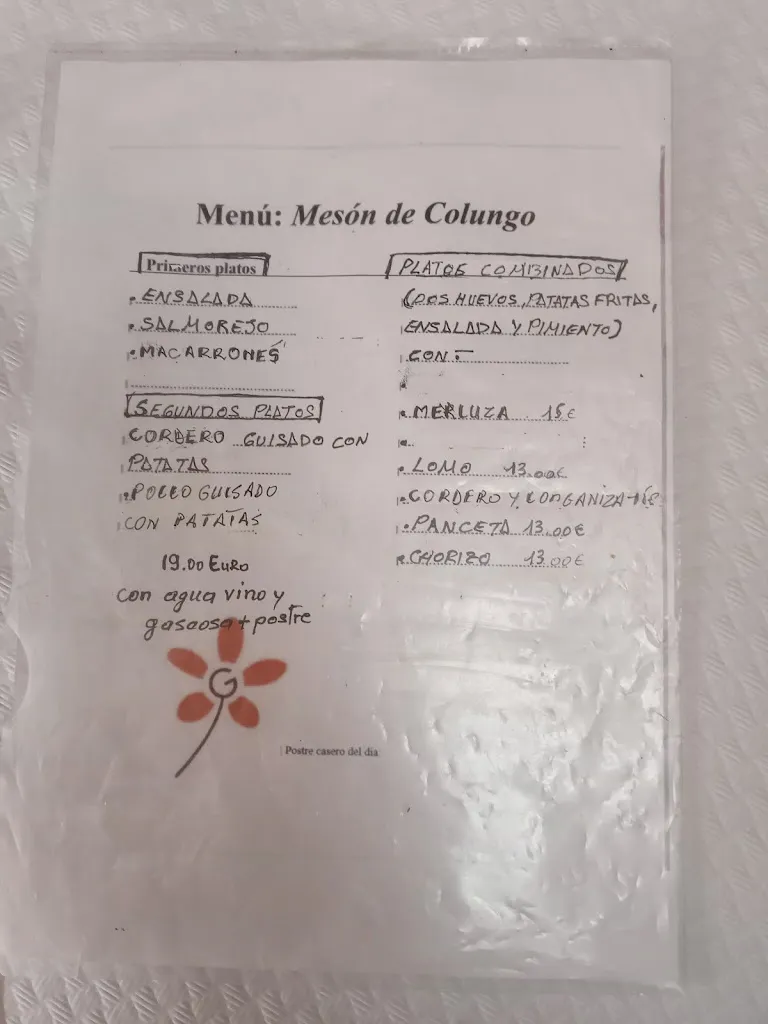 Menú: Mesón de Colungo
Primeros platos
. ENSALADA
. SALMOREJO
. MACARRONES
SEGUNDOS PLATOS
CORDERO GUISADO CON
PATATAS
. POLLO GUISADO
CON PATATAS
19.00 EURO
con agua vino y
gaseosa + postre
G
Postre casero del dia
PLATOS COMBINADOS
(DOS HUEVOS, PATATAS FRITAS,
ENSALADA Y PIMIENTO)
CON :
. MERLUZA 15€
. LOMO 13.00€
. CORDERO Y LONGANIZA
. PANCETA 13.00€
. CHORIZO 13.00€